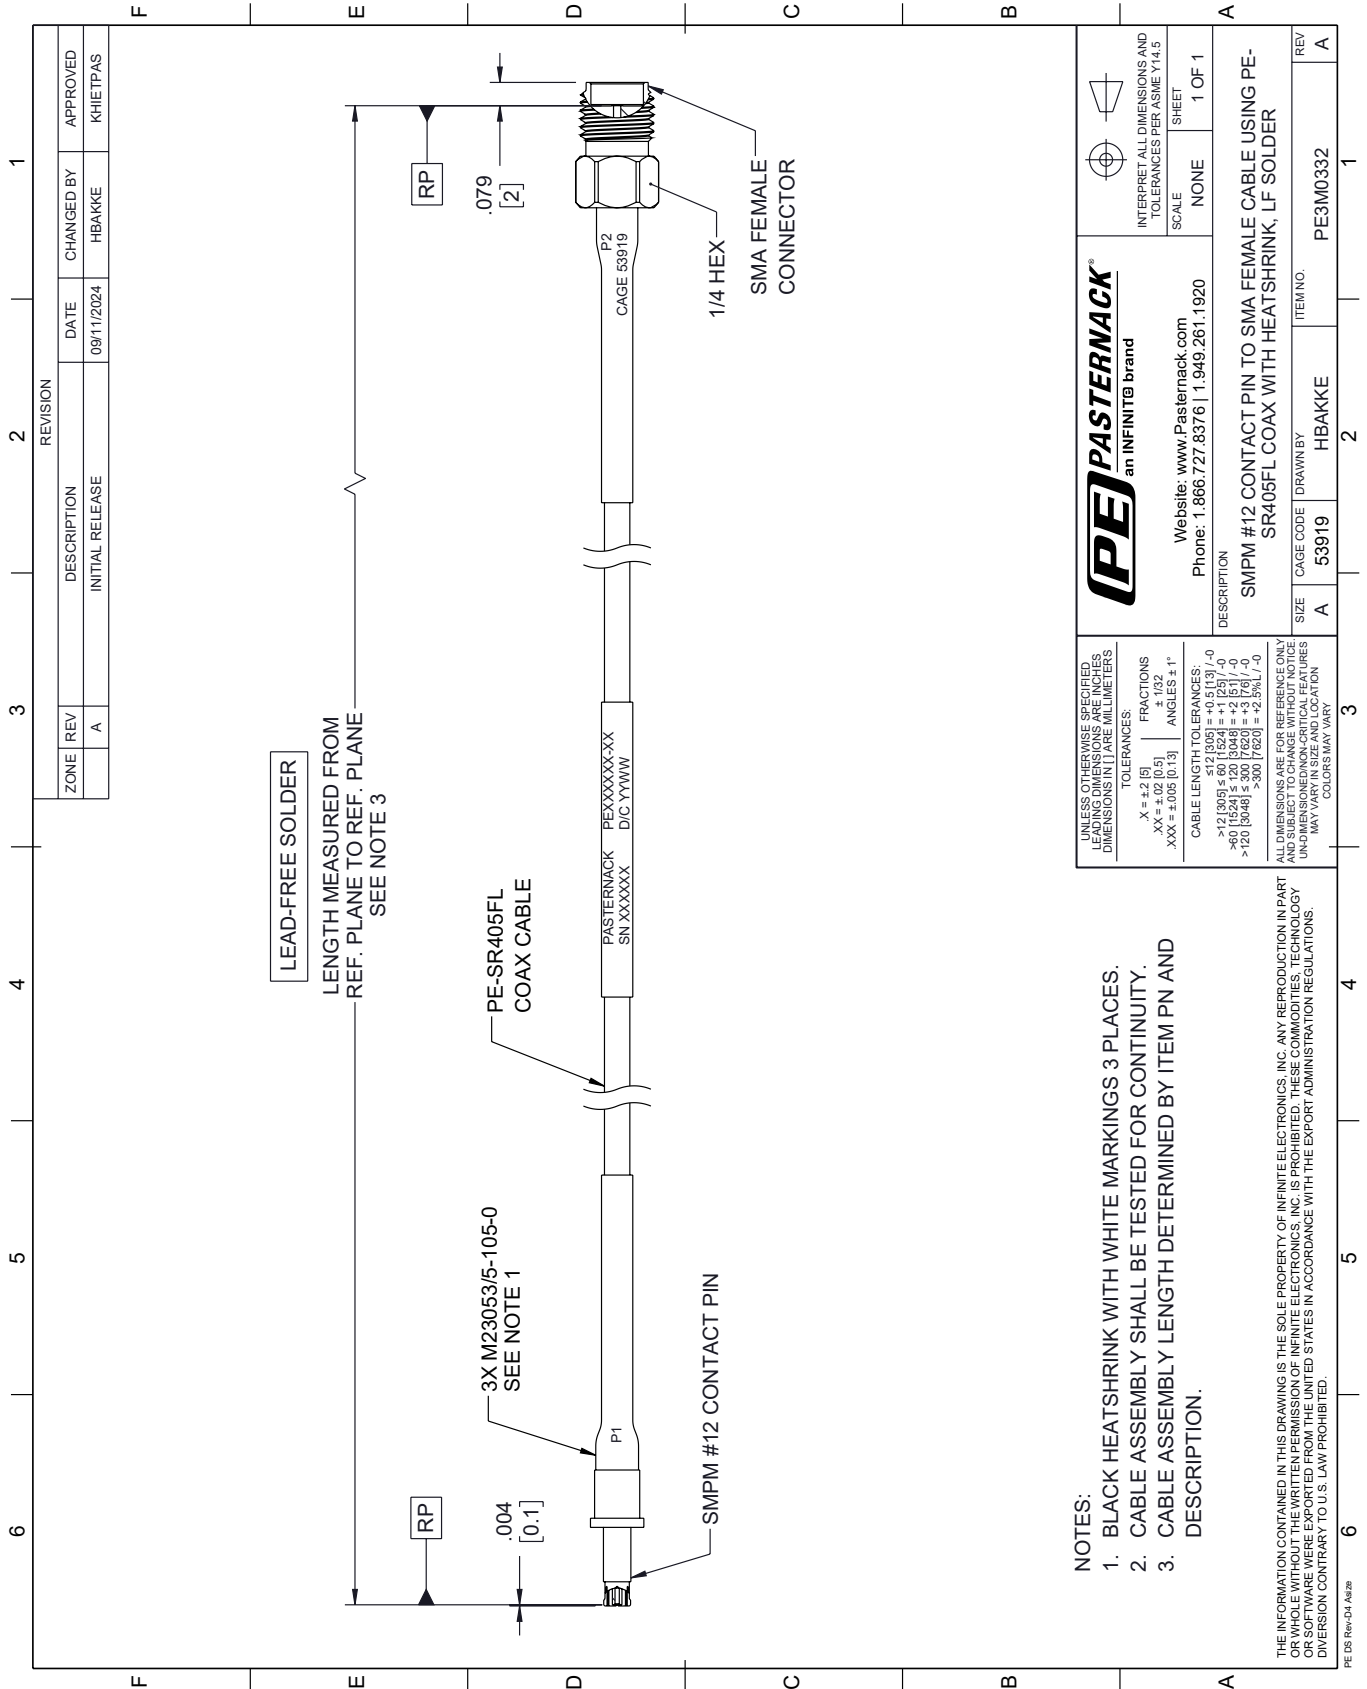 6
5
4
3
2
1
F
E
D
C
B
A
REVISION
ZONE
REV
DESCRIPTION
DATE
CHANGED BY
APPROVED
A
INITIAL RELEASE
09/11/2024
HBAKKE
KHIETPAS
LEAD-FREE SOLDER
LENGTH MEASURED FROM
REF. PLANE TO REF. PLANE
SEE NOTE 3
RP
RP
.004
[0.1]
3X M23053/5-105-0
SEE NOTE 1
PE-SR405FL
COAX CABLE
.079
[2]
P1
PASTERNACK PEXXXXXX-XX
SN XXXXXX D/C YYWW
P2
CAGE 53919
SMPM #12 CONTACT PIN
1/4 HEX
SMA FEMALE
CONNECTOR
NOTES:
1. BLACK HEATSHRINK WITH WHITE MARKINGS 3 PLACES.
2. CABLE ASSEMBLY SHALL BE TESTED FOR CONTINUITY.
3. CABLE ASSEMBLY LENGTH DETERMINED BY ITEM PN AND
DESCRIPTION.
THE INFORMATION CONTAINED IN THIS DRAWING IS THE SOLE PROPERTY OF INFINITE ELECTRONICS, INC. ANY REPRODUCTION IN PART
OR WHOLE WITHOUT THE WRITTEN PERMISSION OF INFINITE ELECTRONICS, INC. IS PROHIBITED. THESE COMMODITIES, TECHNOLOGY
OR SOFTWARE WERE EXPORTED FROM THE UNITED STATES IN ACCORDANCE WITH THE EXPORT ADMINISTRATION REGULATIONS.
DIVERSION CONTRARY TO U.S. LAW PROHIBITED.
UNLESS OTHERWISE SPECIFIED
LEADING DIMENSIONS ARE INCHES
DIMENSIONS IN [ ] ARE MILLIMETERS
TOLERANCES:
.X = ±.2 [5]
.XX = ±.02 [0.5]
.XXX = ±.005 [0.13]
FRACTIONS
± 1/32
ANGLES ± 1°
CABLE LENGTH TOLERANCES:
≤12 [305] = +0.5 [13] / -0
>12 [305] ≤ 60 [1524] = +1 [25] / -0
>60 [1524] ≤ 120 [3048] = +2 [51] / -0
>120 [3048] ≤ 300 [7620] = +3 [76] / -0
>300 [7620] = +2.5%L / -0
ALL DIMENSIONS ARE FOR REFERENCE ONLY
AND SUBJECT TO CHANGE WITHOUT NOTICE.
UN-DIMENSIONED/NON-CRITICAL FEATURES
MAY VARY IN SIZE AND LOCATION
COLORS MAY VARY
PE PASTERNACK®
an INFINIT® brand
Website: www.Pasternack.com
Phone: 1.866.727.8376 | 1.949.261.1920
INTERPRET ALL DIMENSIONS AND
TOLERANCES PER ASME Y14.5
SCALE
NONE
SHEET
1 OF 1
DESCRIPTION
SMPM #12 CONTACT PIN TO SMA FEMALE CABLE USING PE-
SR405FL COAX WITH HEATSHRINK, LF SOLDER
SIZE
A
CAGE CODE
53919
DRAWN BY
HBAKKE
ITEM NO.
PE3M0332
REV
A
F
E
D
C
B
A
6
5
4
3
2
1
PE DS Rev-D4 Asize